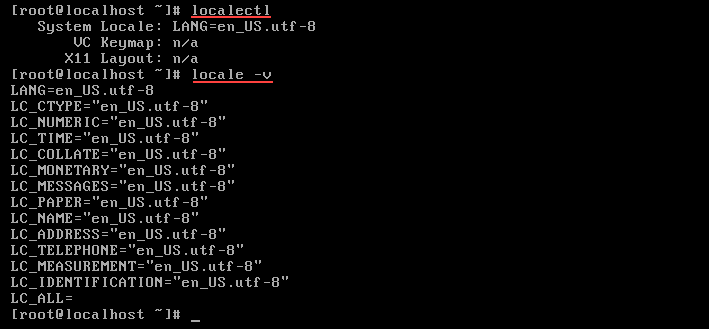 [root@localhost ~]# localectl
System Locale: LANG=en_US.utf-8
VC Keymap: n/a
X11 Layout: n/a
[root@localhost ~]# locale -v
LANG=en_US.utf-8
LC_CTYPE="en_US.utf-8"
LC_NUMERIC="en_US.utf-8"
LC_TIME="en_US.utf-8"
LC_COLLATE="en_US.utf-8"
LC_MONETARY="en_US.utf-8"
LC_MESSAGES="en_US.utf-8"
LC_PAPER="en_US.utf-8"
LC_NAME="en_US.utf-8"
LC_ADDRESS="en_US.utf-8"
LC_TELEPHONE="en_US.utf-8"
LC_MEASUREMENT="en_US.utf-8"
LC_IDENTIFICATION="en_US.utf-8"
LC_ALL=
[root@localhost ~]# _